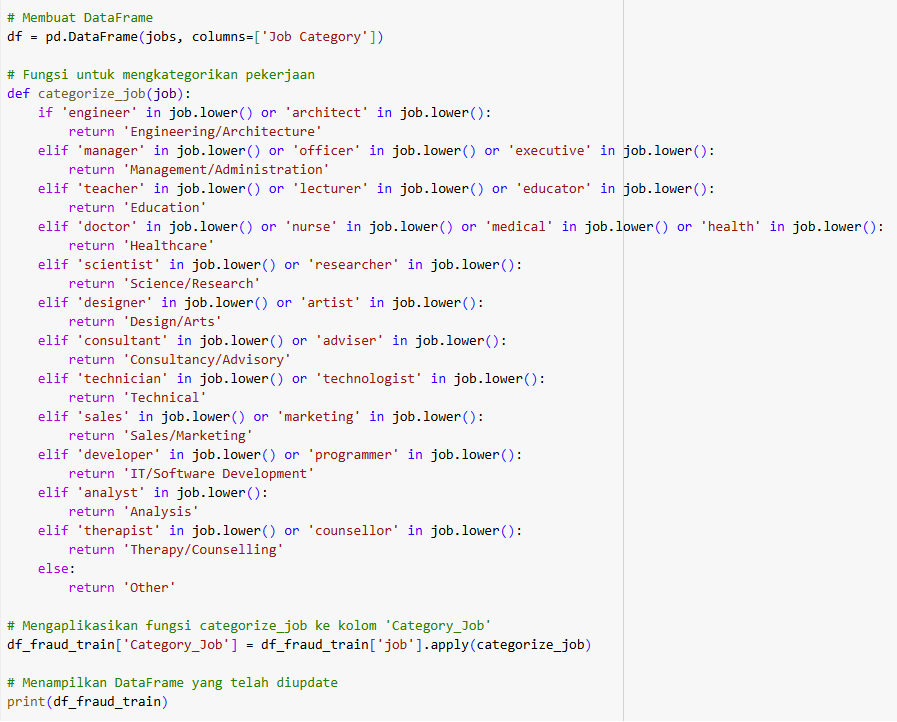 # Membuat DataFrame
df = pd.DataFrame(jobs, columns=['Job Category'])

# Fungsi untuk mengkategorikan pekerjaan
def categorize_job(job):
    if 'engineer' in job.lower() or 'architect' in job.lower():
        return 'Engineering/Architecture'
    elif 'manager' in job.lower() or 'officer' in job.lower() or 'executive' in job.lower():
        return 'Management/Administration'
    elif 'teacher' in job.lower() or 'lecturer' in job.lower() or 'educator' in job.lower():
        return 'Education'
    elif 'doctor' in job.lower() or 'nurse' in job.lower() or 'medical' in job.lower() or 'health' in job.lower():
        return 'Healthcare'
    elif 'scientist' in job.lower() or 'researcher' in job.lower():
        return 'Science/Research'
    elif 'designer' in job.lower() or 'artist' in job.lower():
        return 'Design/Arts'
    elif 'consultant' in job.lower() or 'adviser' in job.lower():
        return 'Consultancy/Advisory'
    elif 'technician' in job.lower() or 'technologist' in job.lower():
        return 'Technical'
    elif 'sales' in job.lower() or 'marketing' in job.lower():
        return 'Sales/Marketing'
    elif 'developer' in job.lower() or 'programmer' in job.lower():
        return 'IT/Software Development'
    elif 'analyst' in job.lower():
        return 'Analysis'
    elif 'therapist' in job.lower() or 'counsellor' in job.lower():
        return 'Therapy/Counselling'
    else:
        return 'Other'

# Mengaplikasikan fungsi categorize_job ke kolom 'Category_Job'
df_fraud_train['Category_Job'] = df_fraud_train['job'].apply(categorize_job)

# Menampilkan DataFrame yang telah diupdate
print(df_fraud_train)